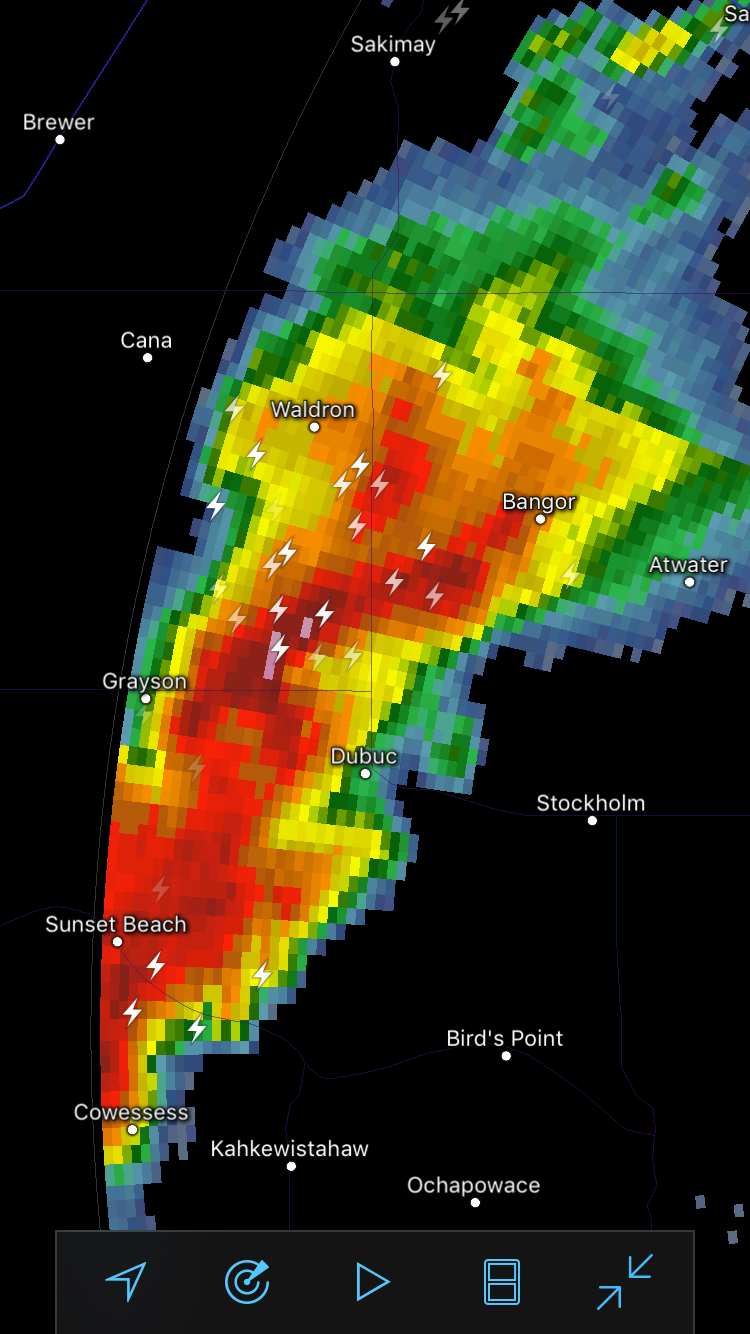 Sa
Sakimay
Brewer
Cana
Waldron
Bangor
Atwater
Grayson
Dubuc
Stockholm
Sunset Beach
Bird's Point
Cowessess
Kahkewistahaw
Ochapowace